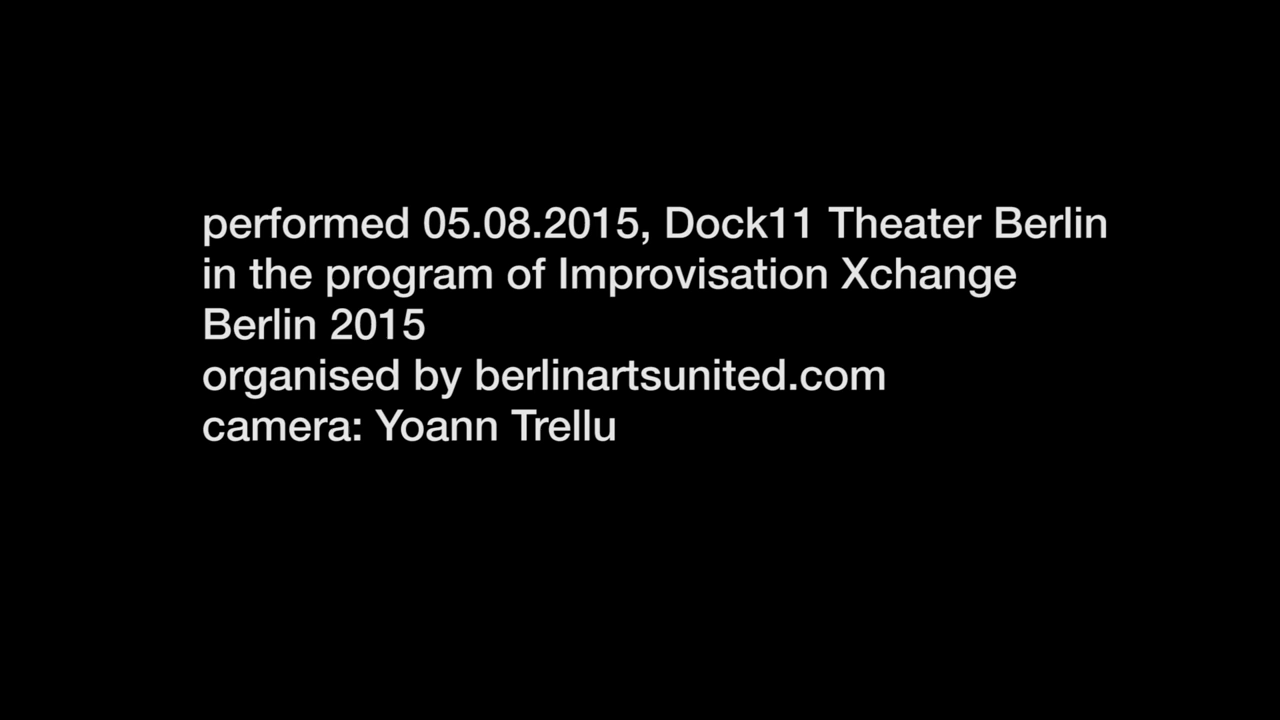 performed 05.08.2015, Dock11 Theater Berlin
in the program of Improvisation Xchange
Berlin 2015
organised by berlinartsunited.com
camera: Yoann Trellu